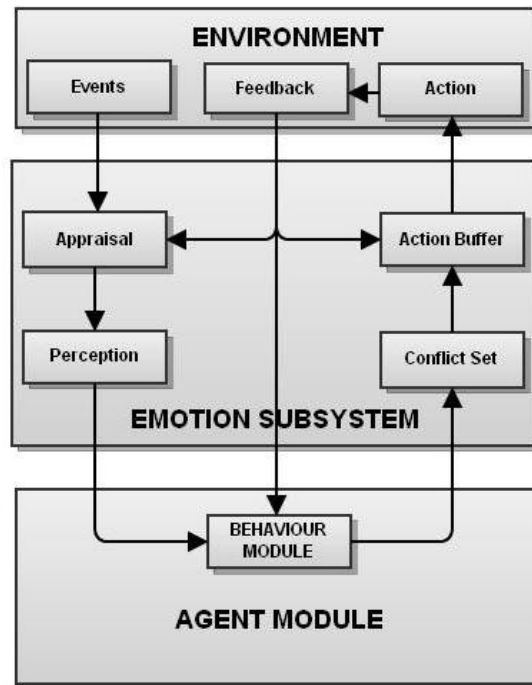 ENVIRONMENT
Events
Feedback
Action
Appraisal
Action Buffer
Perception
Conflict Set
EMOTION SUBSYSTEM
BEHAVIOUR
MODULE
AGENT MODULE